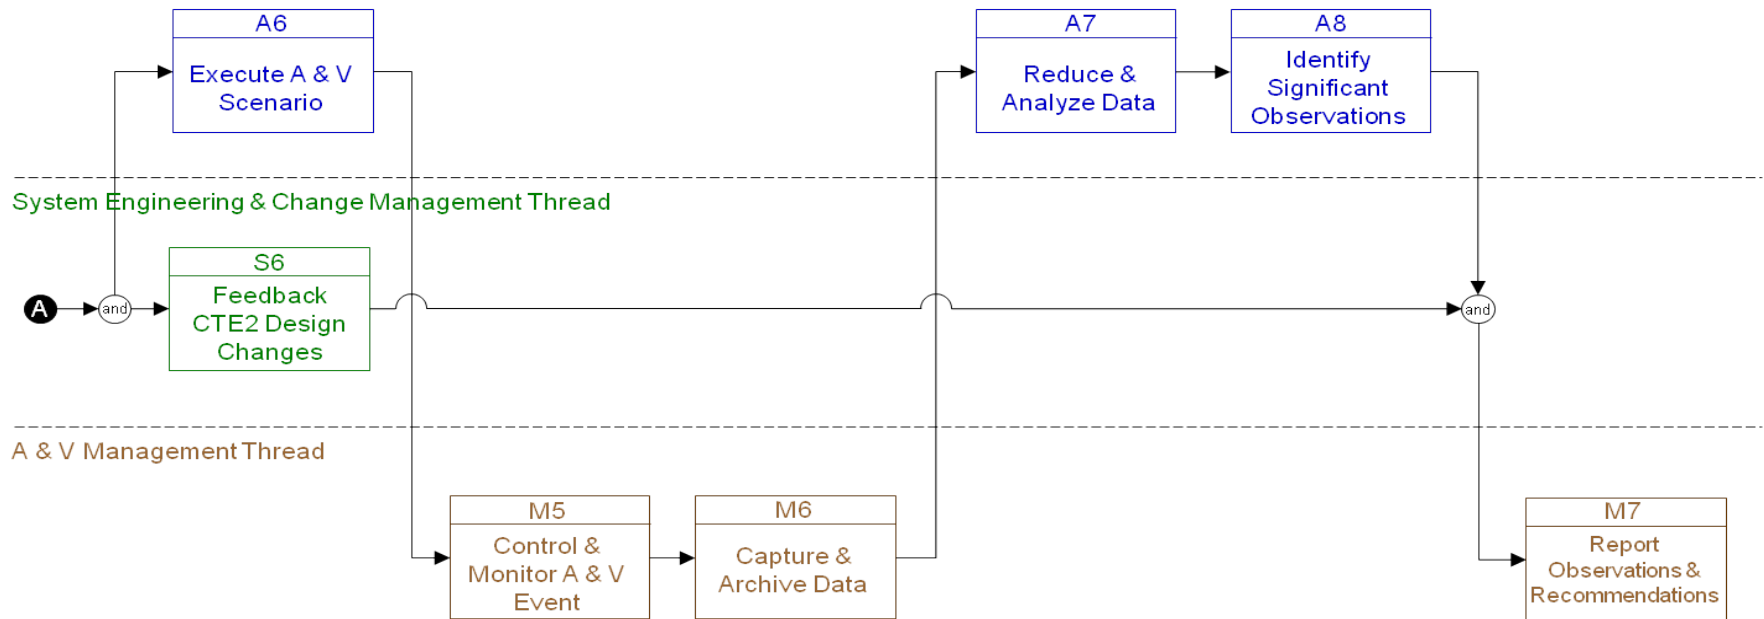 A6
Execute A & V
Scenario
A7
Reduce &
Analyze Data
A8
Identify
Significant
Observations
System Engineering & Change Management Thread
S6
Feedback
CTE2 Design
Changes
A
and
and
A & V Management Thread
M5
Control &
Monitor A & V
Event
M6
Capture &
Archive Data
M7
Report
Observations &
Recommendations